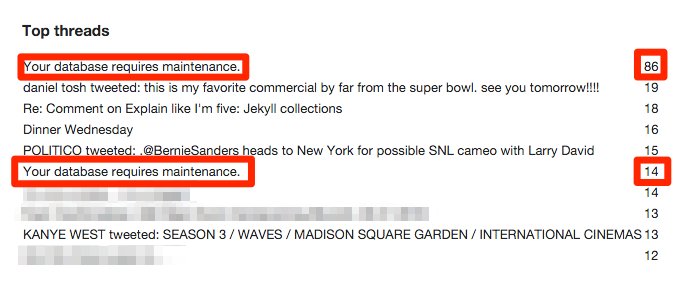 Top threads
Your database requires maintenance. 86
daniel tosh tweeted: this is my favorite commercial by far from the super bowl. see you tomorrow!!!! 19
Re: Comment on Explain like I'm five: Jekyll collections 18
Dinner Wednesday 16
POLITICO tweeted: .@BernieSanders heads to New York for possible SNL cameo with Larry David 15
Your database requires maintenance. 14
14
13
KANYE WEST tweeted: SEASON 3 / WAVES / MADISON SQUARE GARDEN / INTERNATIONAL CINEMAS 13
12